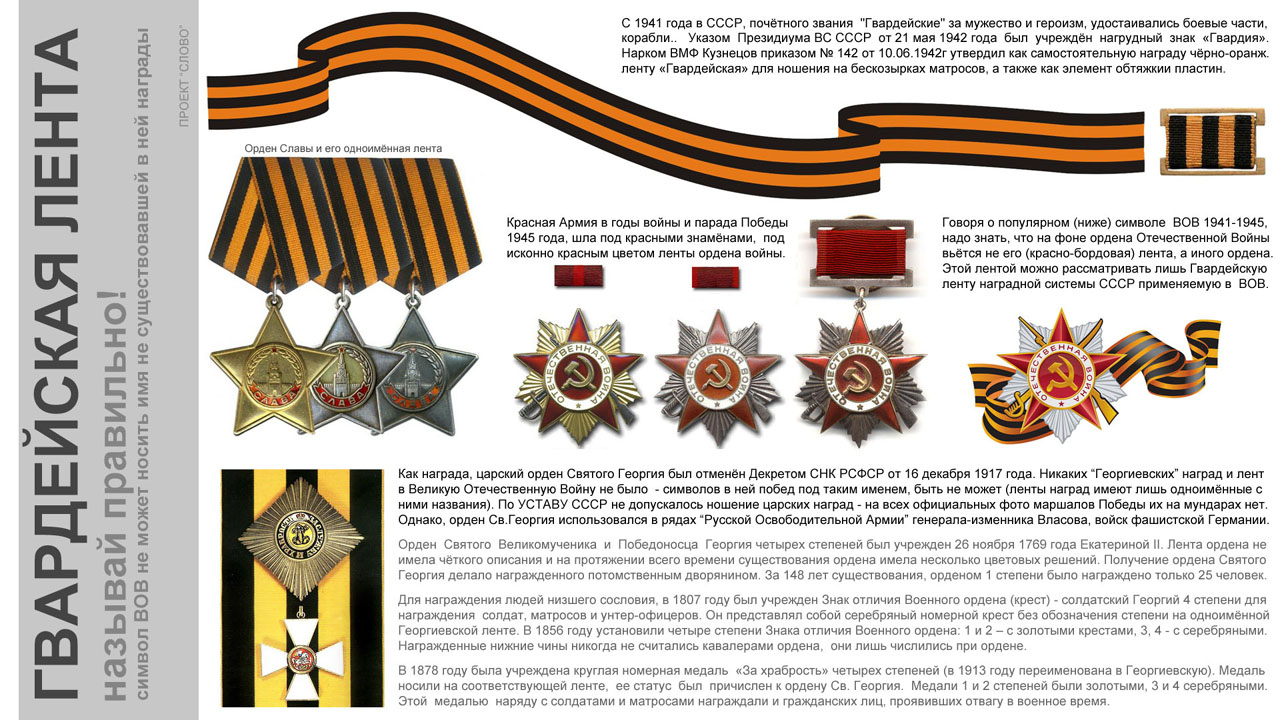 ГВАРДЕЙСКАЯ ЛЕНТА
называй правильно!
символ ВОВ не может носить имя не существовавшей в ней награды
ПРОЕКТ "СЛОВО"
С 1941 года в СССР, почётного звания "Гвардейские" за мужество и героизм, удостаивались боевые части,
корабли.. Указом Президиума ВС СССР от 21 мая 1942 года был учреждён нагрудный знак «Гвардия».
Нарком ВМФ Кузнецов приказом № 142 от 10.06.1942г утвердил как самостоятельную награду чёрно-оранж.
ленту «Гвардейская» для ношения на бескозырках матросов, а также как элемент обтяжкии пластин.
Орден Славы и его одноимённая лента
СЛАВА
СЛАВА
СЛАВА
Красная Армия в годы войны и парада Победы
1945 года, шла под красными знамёнами, под
исконно красным цветом ленты ордена войны.
ОТЕЧЕСТВЕННАЯ ВОЙНА
ОТЕЧЕСТВЕННАЯ ВОЙНА
ОТЕЧЕСТВЕННАЯ ВОЙНА
Говоря о популярном (ниже) символе ВОВ 1941-1945,
надо знать, что на фоне ордена Отечественной Войны
вьётся не его (красно-бордовая) лента, а иного ордена.
Этой лентой можно рассматривать лишь Гвардейскую
ленту наградной системы СССР применяемую в ВОВ.
ОТЕЧЕСТВЕННАЯ ВОЙНА
Как награда, царский орден Святого Георгия был отменён Декретом СНК РСФСР от 16 декабря 1917 года. Никаких “Георгиевских” наград и лент
в Великую Отечественную Войну не было - символов в ней побед под таким именем, быть не может (ленты наград имеют лишь одноимённые с
ними названия). По УСТАВУ СССР не допускалось ношение царских наград - на всех официальных фото маршалов Победы их на мундирах нет.
Однако, орден Св.Георгия использовался в рядах “Русской Освободительной Армии” генерала-изменника Власова, войск фашистской Германии.
Орден Святого Великомученика и Победоносца Георгия четырех степеней был учрежден 26 ноября 1769 года Екатериной II. Лента ордена не
имела чёткого описания и на протяжении всего времени существования ордена имела несколько цветовых решений. Получение ордена Святого
Георгия делало награжденного потомственным дворянином. За 148 лет существования, орденом 1 степени было награждено только 25 человек.
Для награждения людей низшего сословия, в 1807 году был учрежден Знак отличия Военного ордена (крест) - солдатский Георгий 4 степени для
награждения солдат, матросов и унтер-офицеров. Он представлял собой серебряный номерной крест без обозначения степени на одноимённой
Георгиевской ленте. В 1856 году установили четыре степени Знака отличия Военного ордена: 1 и 2 – с золотыми крестами, 3, 4 - с серебряными.
Награжденные нижние чины никогда не считались кавалерами ордена, они лишь числились при ордене.
В 1878 году была учреждена круглая номерная медаль «За храбрость» четырех степеней (в 1913 году переименована в Георгиевскую). Медаль
носили на соответствующей ленте, ее статус был причислен к ордену Св. Георгия. Медали 1 и 2 степеней были золотыми, 3 и 4 серебряными.
Этой медалью наряду с солдатами и матросами награждали и гражданских лиц, проявивших отвагу в военное время.